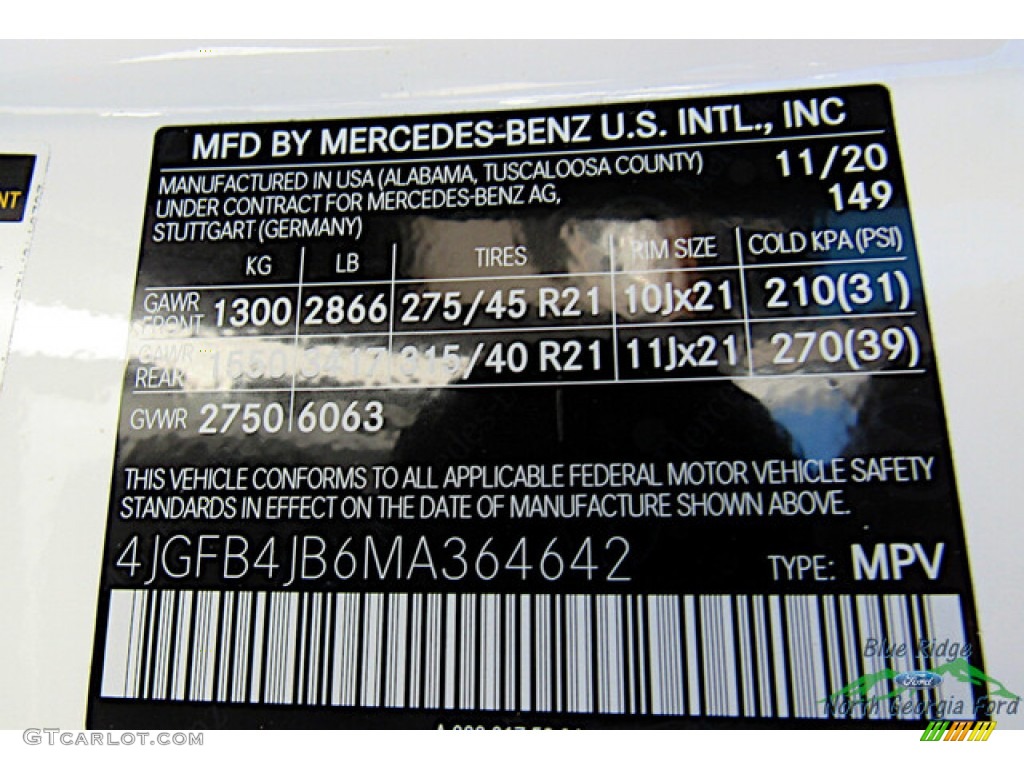 MFD BY MERCEDES-BENZ U.S. INTL., INC
MANUFACTURED IN USA (ALABAMA, TUSCALOOSA COUNTY) 11/20
UNDER CONTRACT FOR MERCEDES-BENZ AG, 149
STUTTGART (GERMANY)
KG LB TIRES RIM SIZE COLD KPA (PSI)
GAWR FRONT 1300 2866 275/45 R21 10Jx21 210(31)
GAWR REAR 1550 3417 315/40 R21 11Jx21 270(39)
GVWR 2750 6063
THIS VEHICLE CONFORMS TO ALL APPLICABLE FEDERAL MOTOR VEHICLE SAFETY
STANDARDS IN EFFECT ON THE DATE OF MANUFACTURE SHOWN ABOVE.
4JGFB4JB6MA364642 TYPE: MPV
Blue Ridge
Ford
North Georgia Ford
GTCarLot.com